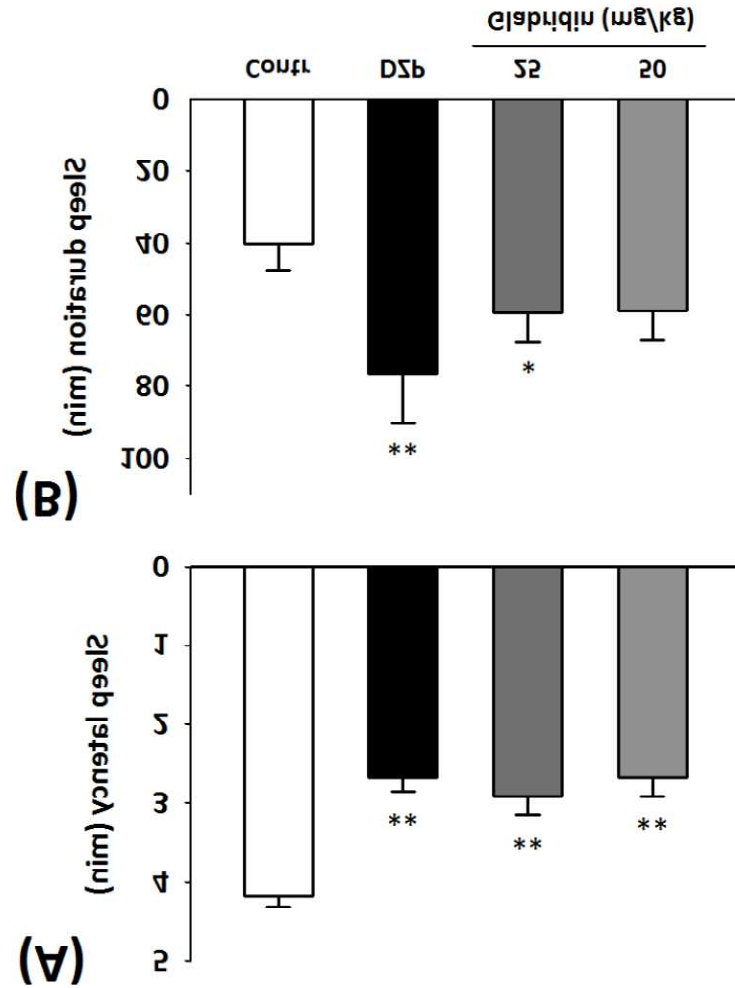 (A)
Sleep latency (min)
5
4
3
2
1
0
** ** **
(B)
Sleep duration (min)
100
80
60
40
20
0
** *
Contr DZP 25 50
Glabridin (mg/kg)